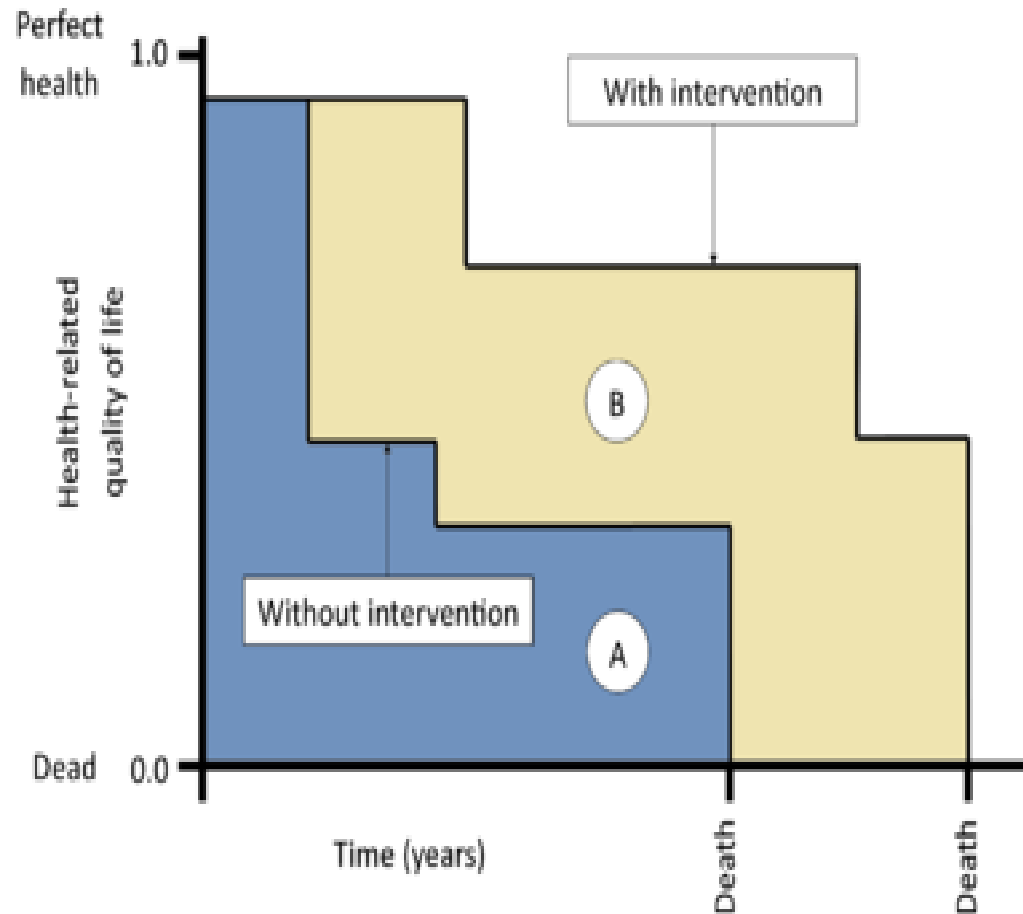 Perfect
health
1.0
With intervention
Health-related
quality of life
B
Without intervention
A
Dead
0.0
Time (years)
Death
Death